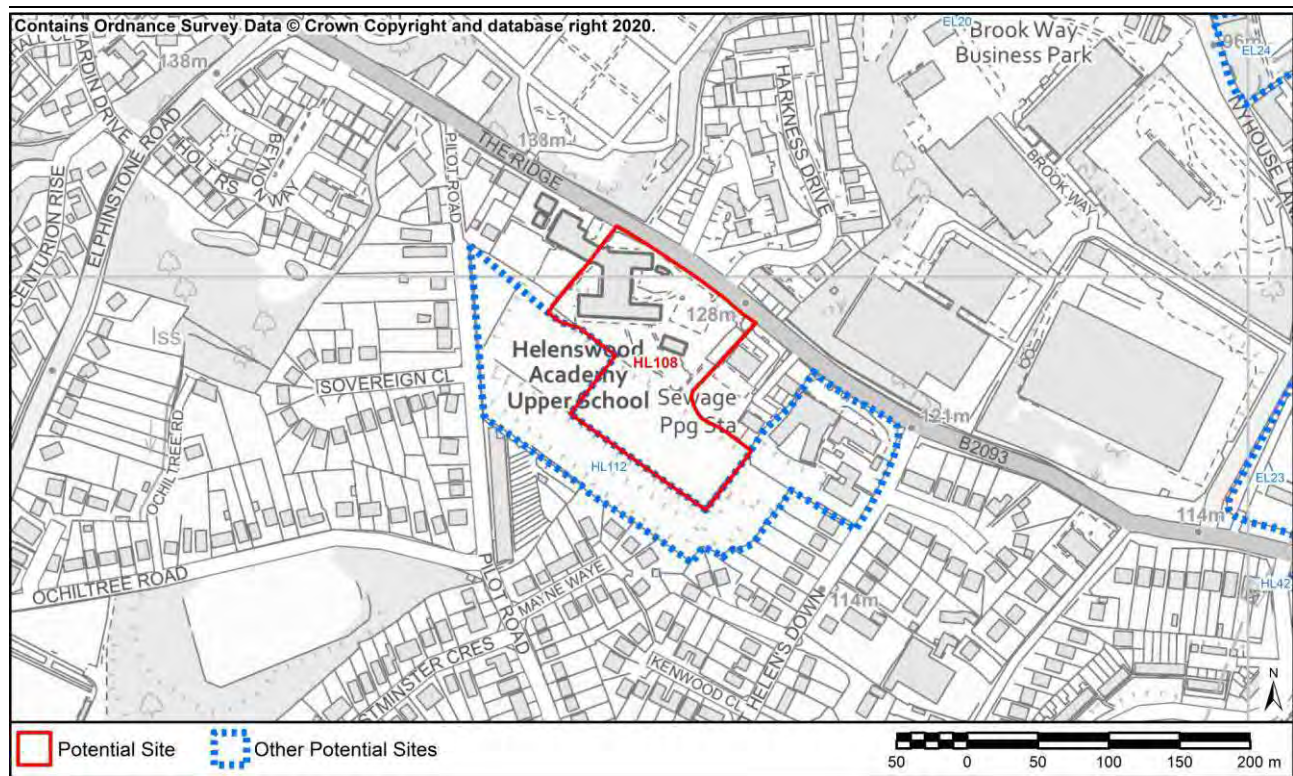 Contains Ordnance Survey Data © Crown Copyright and database right 2020.
EL20
Brook Way
Business Park
96m
EL24
138m
HARDIN DRIVE
ELPHINSTONE ROAD
CENTURION RISE
HOLT RS
BEYNON
WAY
PILOT ROAD
138m
THE RIDGE
HARKNESS DRIVE
BROOK WAY
Iss
128m
Helenswood
Academy
Upper School
HL108
Sewage
Ppg Sta
SOVEREIGN CL
OCHILTREE RD
HL112
121m
B2093
EL23
114m
HL42
OCHILTREE ROAD
PILOT ROAD
MAYNE WAYE
STMINSTER CRES
KENWOOD CL
HELEN'S DOWN
114m
N
Potential Site
Other Potential Sites
50 0 50 100 150 200 m